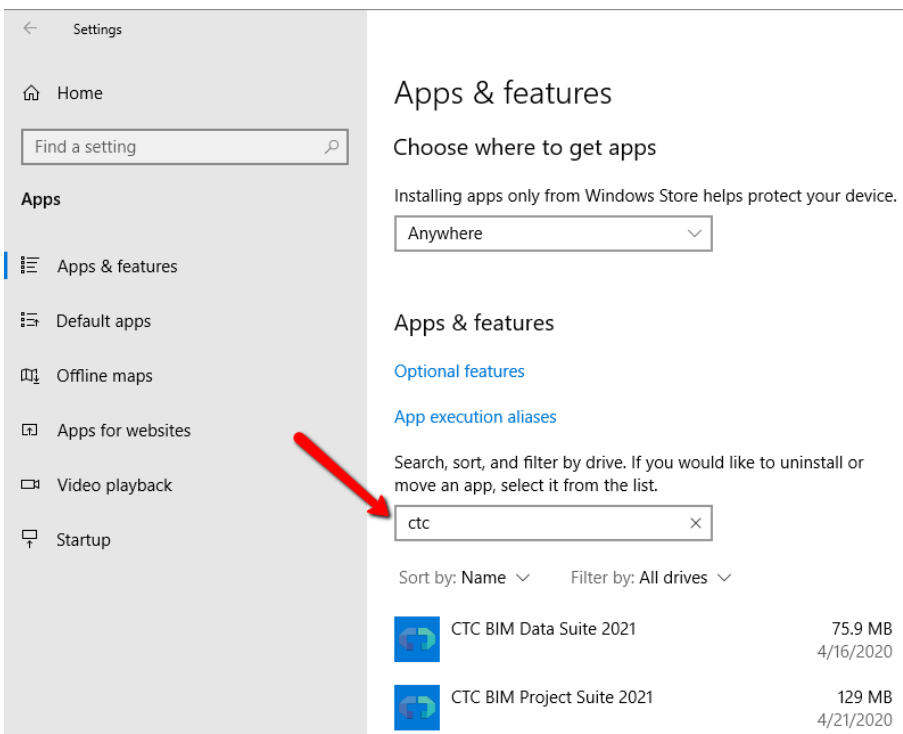 Settings
Home
Find a setting
Apps
Apps & features
Default apps
Offline maps
Apps for websites
Video playback
Startup
Apps & features
Choose where to get apps
Installing apps only from Windows Store helps protect your device.
Anywhere
Apps & features
Optional features
App execution aliases
Search, sort, and filter by drive. If you would like to uninstall or
move an app, select it from the list.
ctc
Sort by: Name Filter by: All drives
CTC BIM Data Suite 2021 75.9 MB
4/16/2020
CTC BIM Project Suite 2021 129 MB
4/21/2020